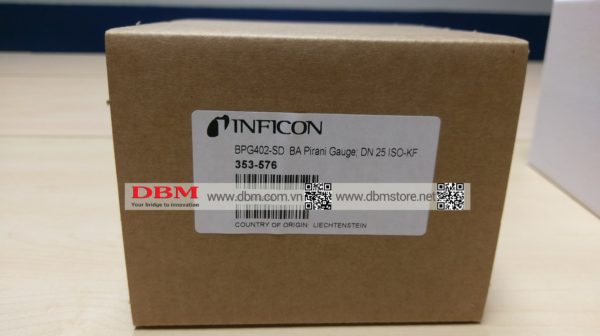 INFICON
BPG402-SD BA Pirani Gauge; DN 25 ISO-KF
353-576
DBM
Your bridge to innovation
www.dbm.com.vn
www.dbmstore.net
COUNTRY OF ORIGIN: LIECHTENSTEIN